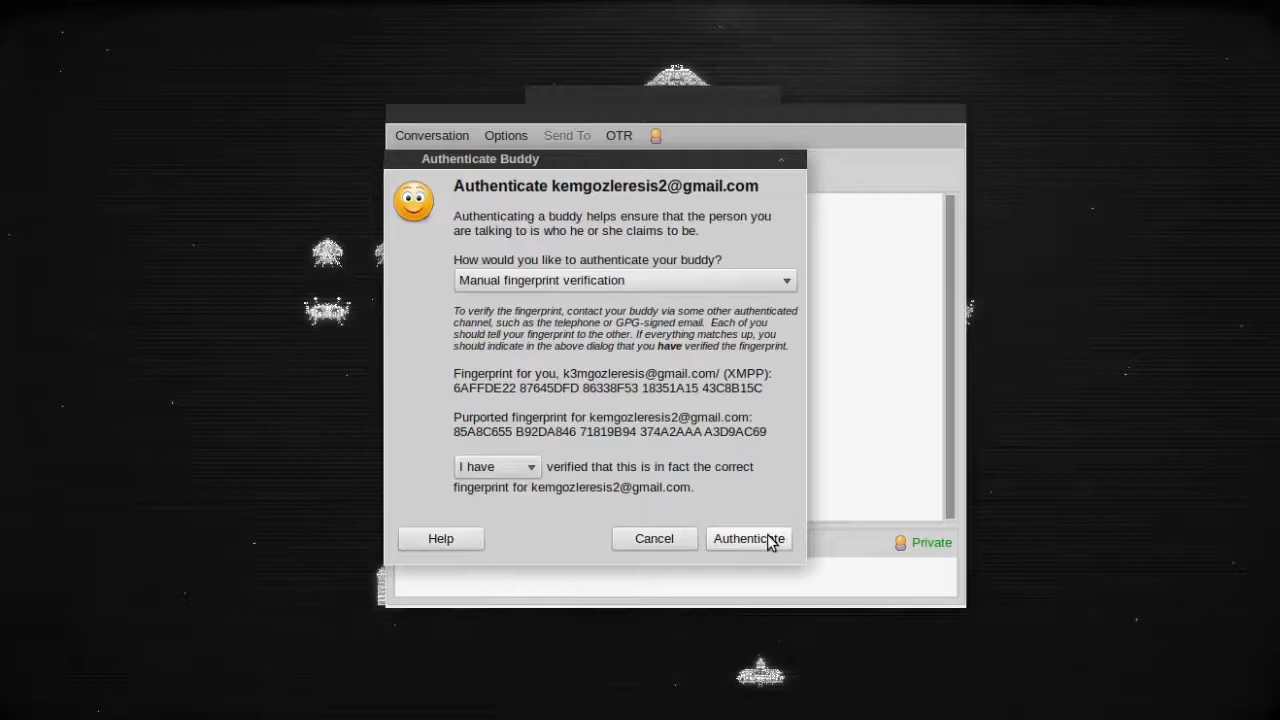 Conversation Options Send To OTR
Authenticate Buddy
Authenticate kemgozleresis2@gmail.com
Authenticating a buddy helps ensure that the person you
are talking to is who he or she claims to be.
How would you like to authenticate your buddy?
Manual fingerprint verification
To verify the fingerprint, contact your buddy via some other authenticated
channel, such as the telephone or GPG-signed email. Each of you
should tell your fingerprint to the other. If everything matches up, you
should indicate in the above dialog that you have verified the fingerprint.
Fingerprint for you, k3mgozleresis@gmail.com/ (XMPP):
6AFFDE22 87645DFD 86338F53 18351A15 43C8B15C
Purported fingerprint for kemgozleresis2@gmail.com:
85A8C655 B92DA846 71819B94 374A2AAA A3D9AC69
I have verified that this is in fact the correct
fingerprint for kemgozleresis2@gmail.com.
Help Cancel Authenticate
Private